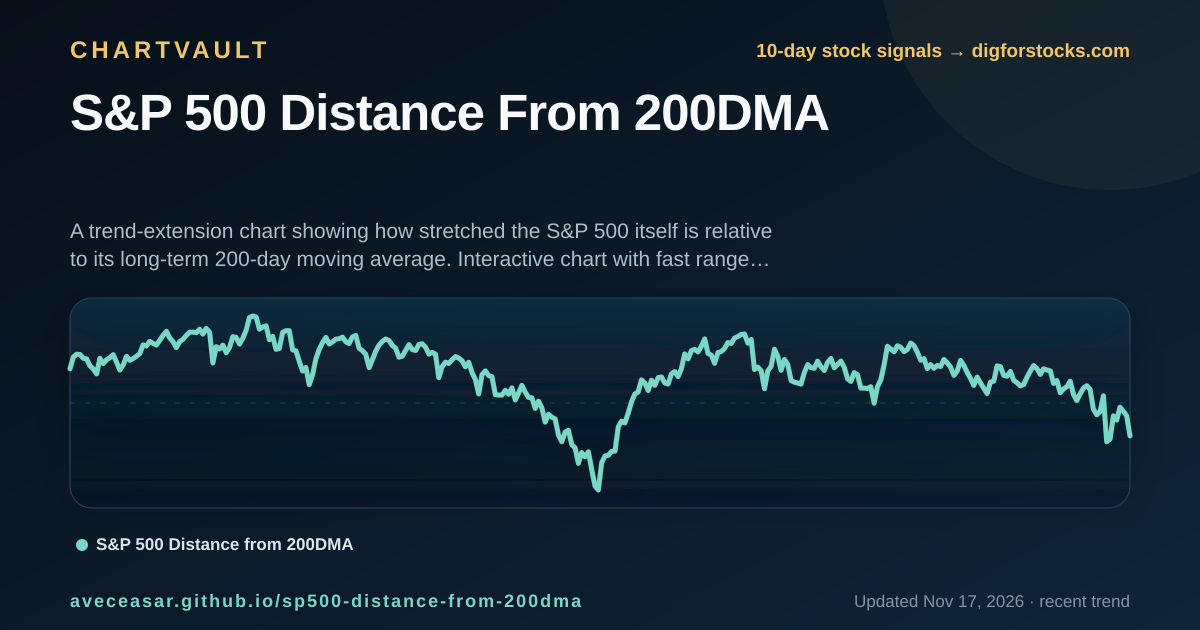 CHARTVAULT
10-day stock signals → digforstocks.com
S&P 500 Distance From 200DMA
A trend-extension chart showing how stretched the S&P 500 itself is relative
to its long-term 200-day moving average. Interactive chart with fast range…
S&P 500 Distance from 200DMA
aveceasar.github.io/sp500-distance-from-200dma
Updated Nov 17, 2026 · recent trend